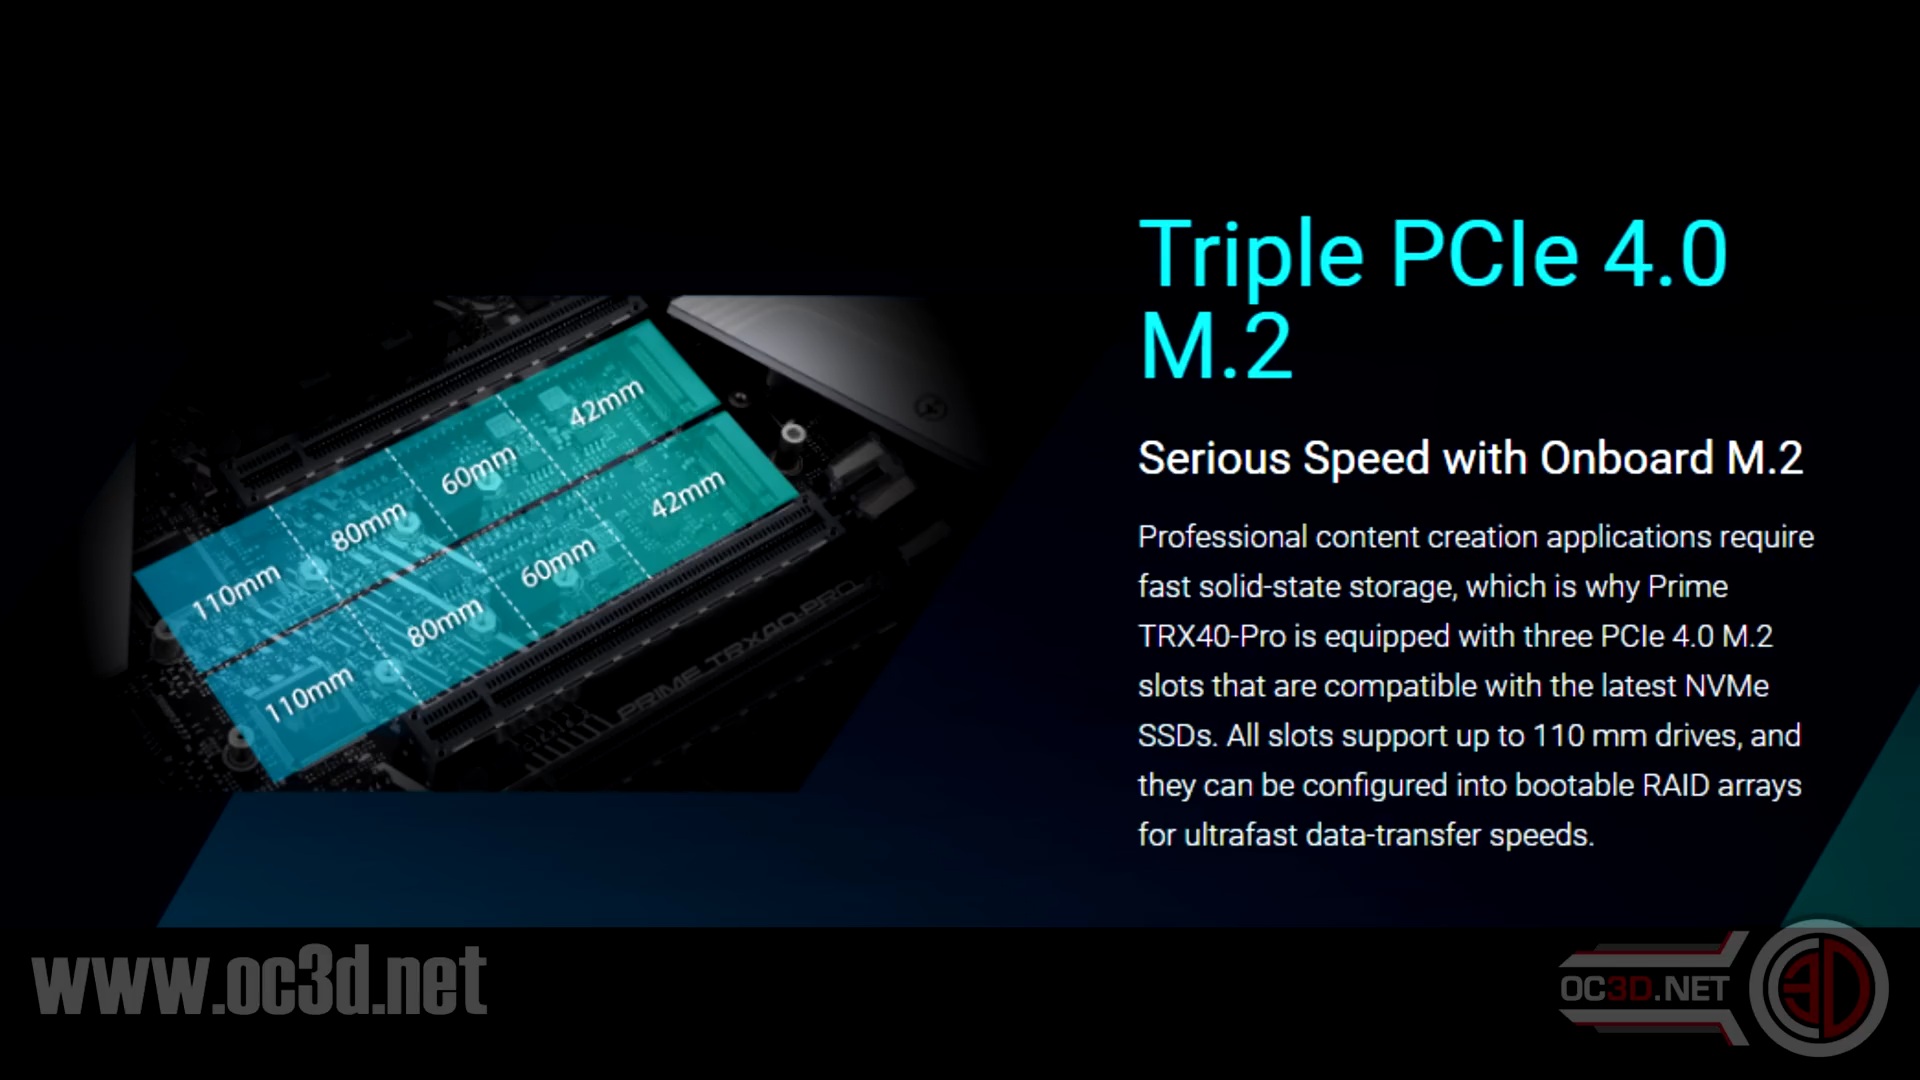 Triple PCIe 4.0
M.2
Serious Speed with Onboard M.2
Professional content creation applications require
fast solid-state storage, which is why Prime
TRX40-Pro is equipped with three PCIe 4.0 M.2
slots that are compatible with the latest NVMe
SSDs. All slots support up to 110 mm drives, and
they can be configured into bootable RAID arrays
for ultrafast data-transfer speeds.
42mm
60mm
80mm
110mm
42mm
60mm
80mm
110mm
PRIME TRX40-PRO
www.oc3d.net
OC3D.NET
3D